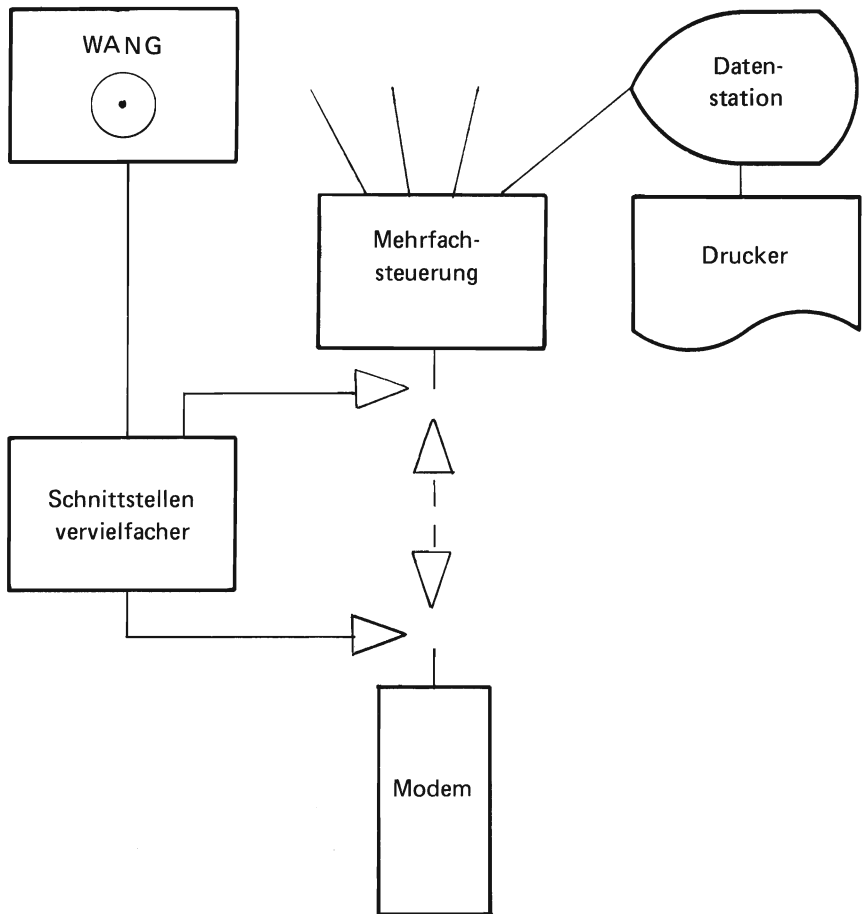 WANG
Daten-
station
Mehrfach-
steuerung
Drucker
Schnittstellen
vervielfacher
Modem